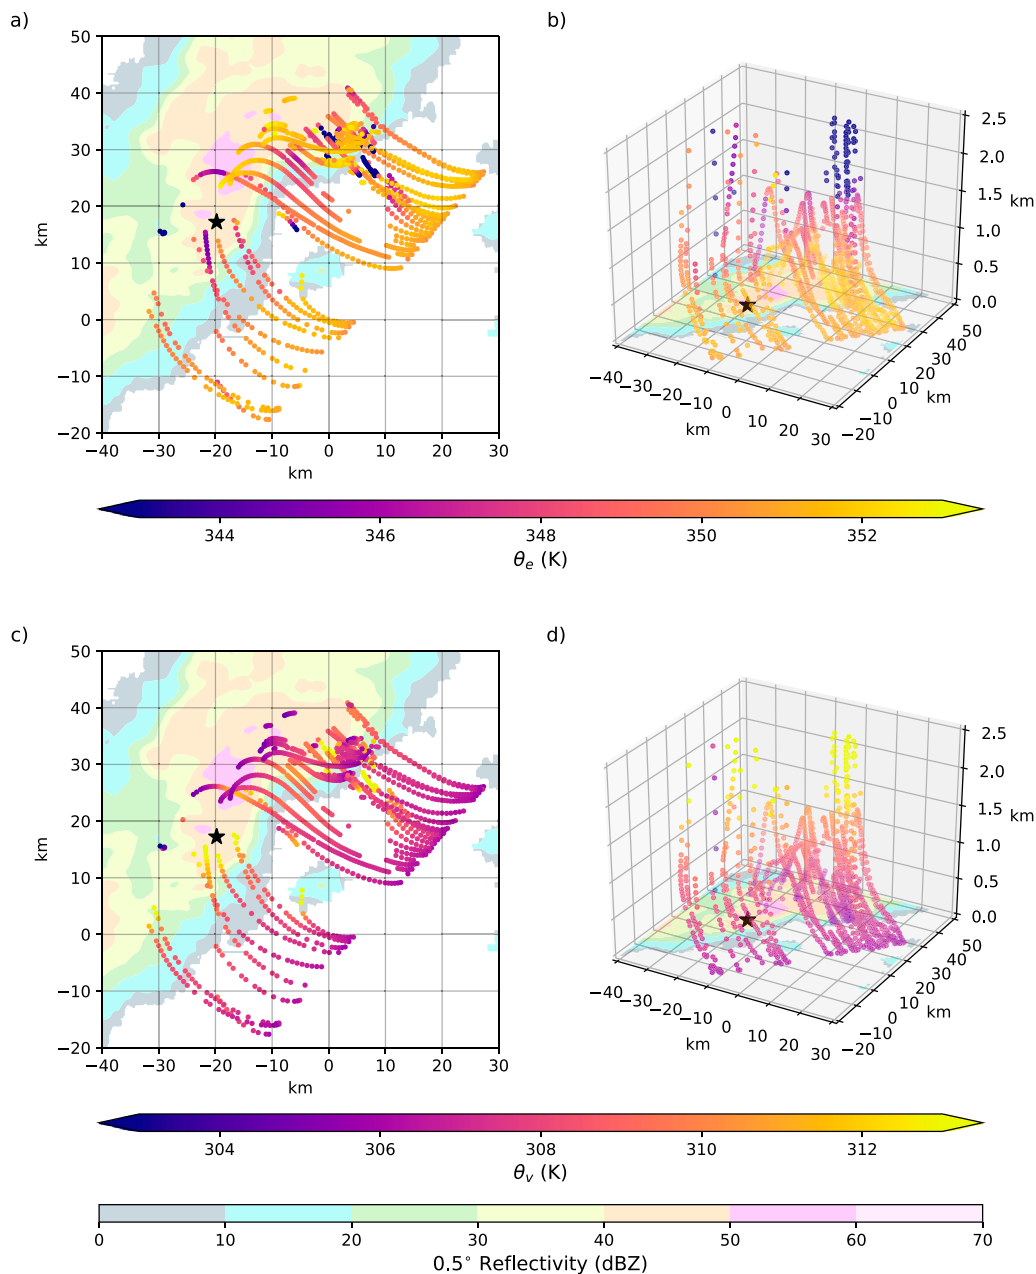 a)
b)
50
40
30
20
10
0
−10
−20
km
−40 −30 −20 −10 0 10 20 30
km
2.5
2.0
1.5
1.0
0.5
0.0
km
−40 −30 −20 −10 0 10 20 30
km
−20 −10 0 10 20 30 40 50
km
344 346 348 350 352
θe (K)
c)
d)
50
40
30
20
10
0
−10
−20
km
−40 −30 −20 −10 0 10 20 30
km
2.5
2.0
1.5
1.0
0.5
0.0
km
−40 −30 −20 −10 0 10 20 30
km
−20 −10 0 10 20 30 40 50
km
304 306 308 310 312
θv (K)
0 10 20 30 40 50 60 70
0.5° Reflectivity (dBZ)